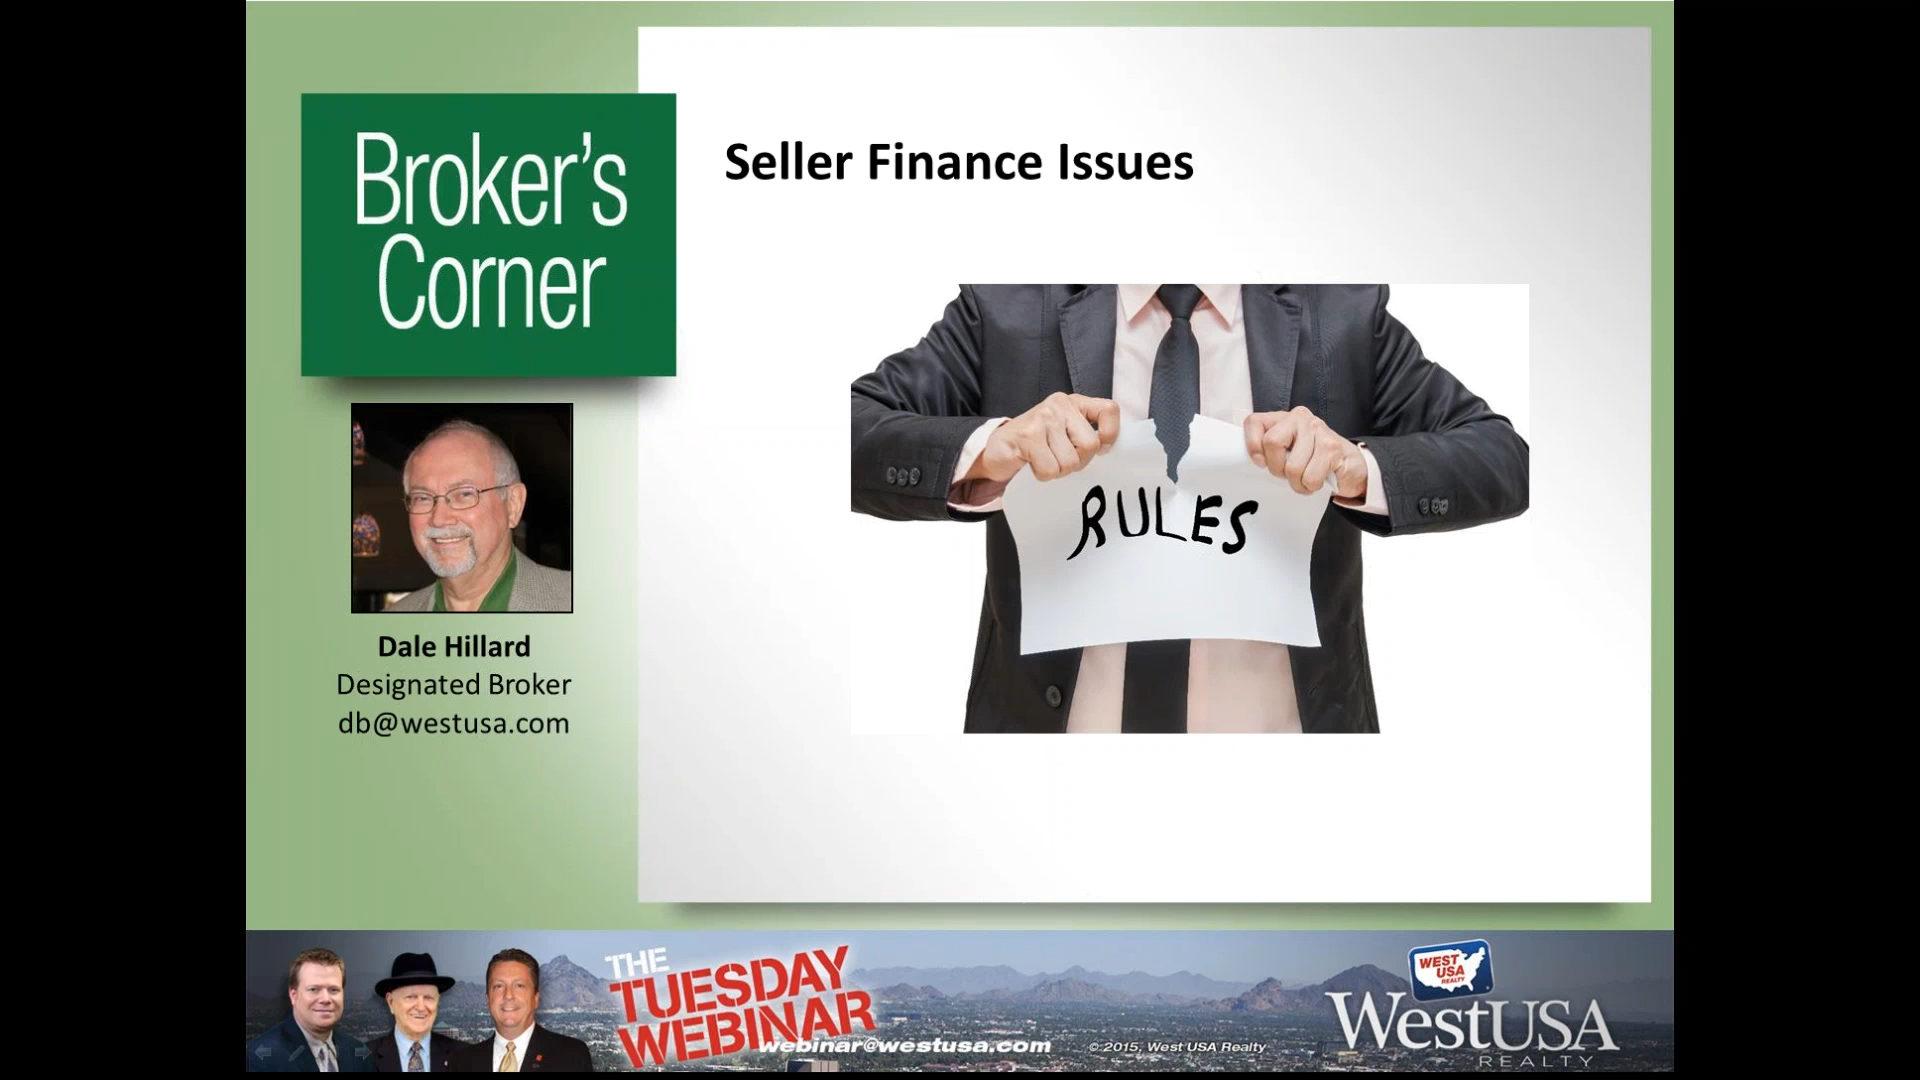 Broker's
Corner
Seller Finance Issues
RULES
Dale Hillard
Designated Broker
db@westusa.com
THE
TUESDAY
WEBINAR
webinar@westusa.com
© 2015, West USA Realty
WEST
USA
REALTY
WestUSA
REALTY